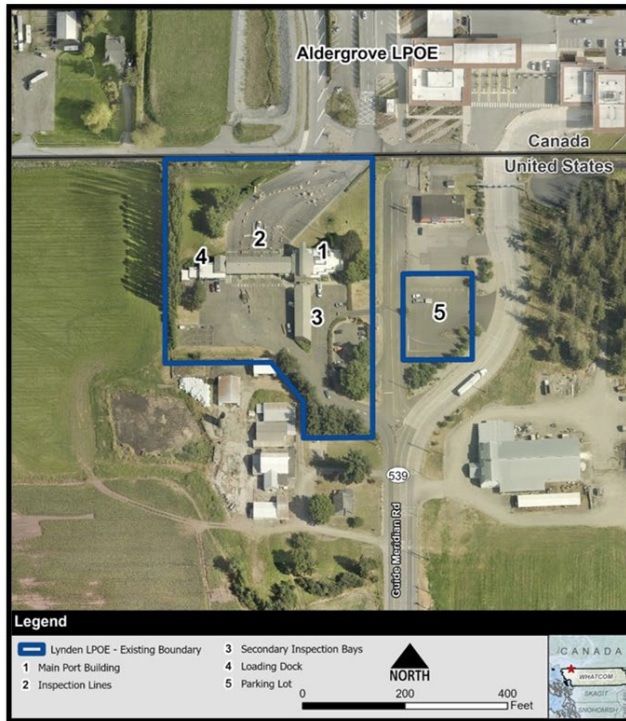 Aldergrove LPOE
Canada
United States
1
2
4
3
5
539
Guide Meridian Rd
Legend
Lynden LPOE - Existing Boundary
1 Main Port Building
2 Inspection Lines
3 Secondary Inspection Bays
4 Loading Dock
5 Parking Lot
NORTH
0 200 400
Feet
CANADA
WHATCOM
SKAGIT
SNOHOMISH